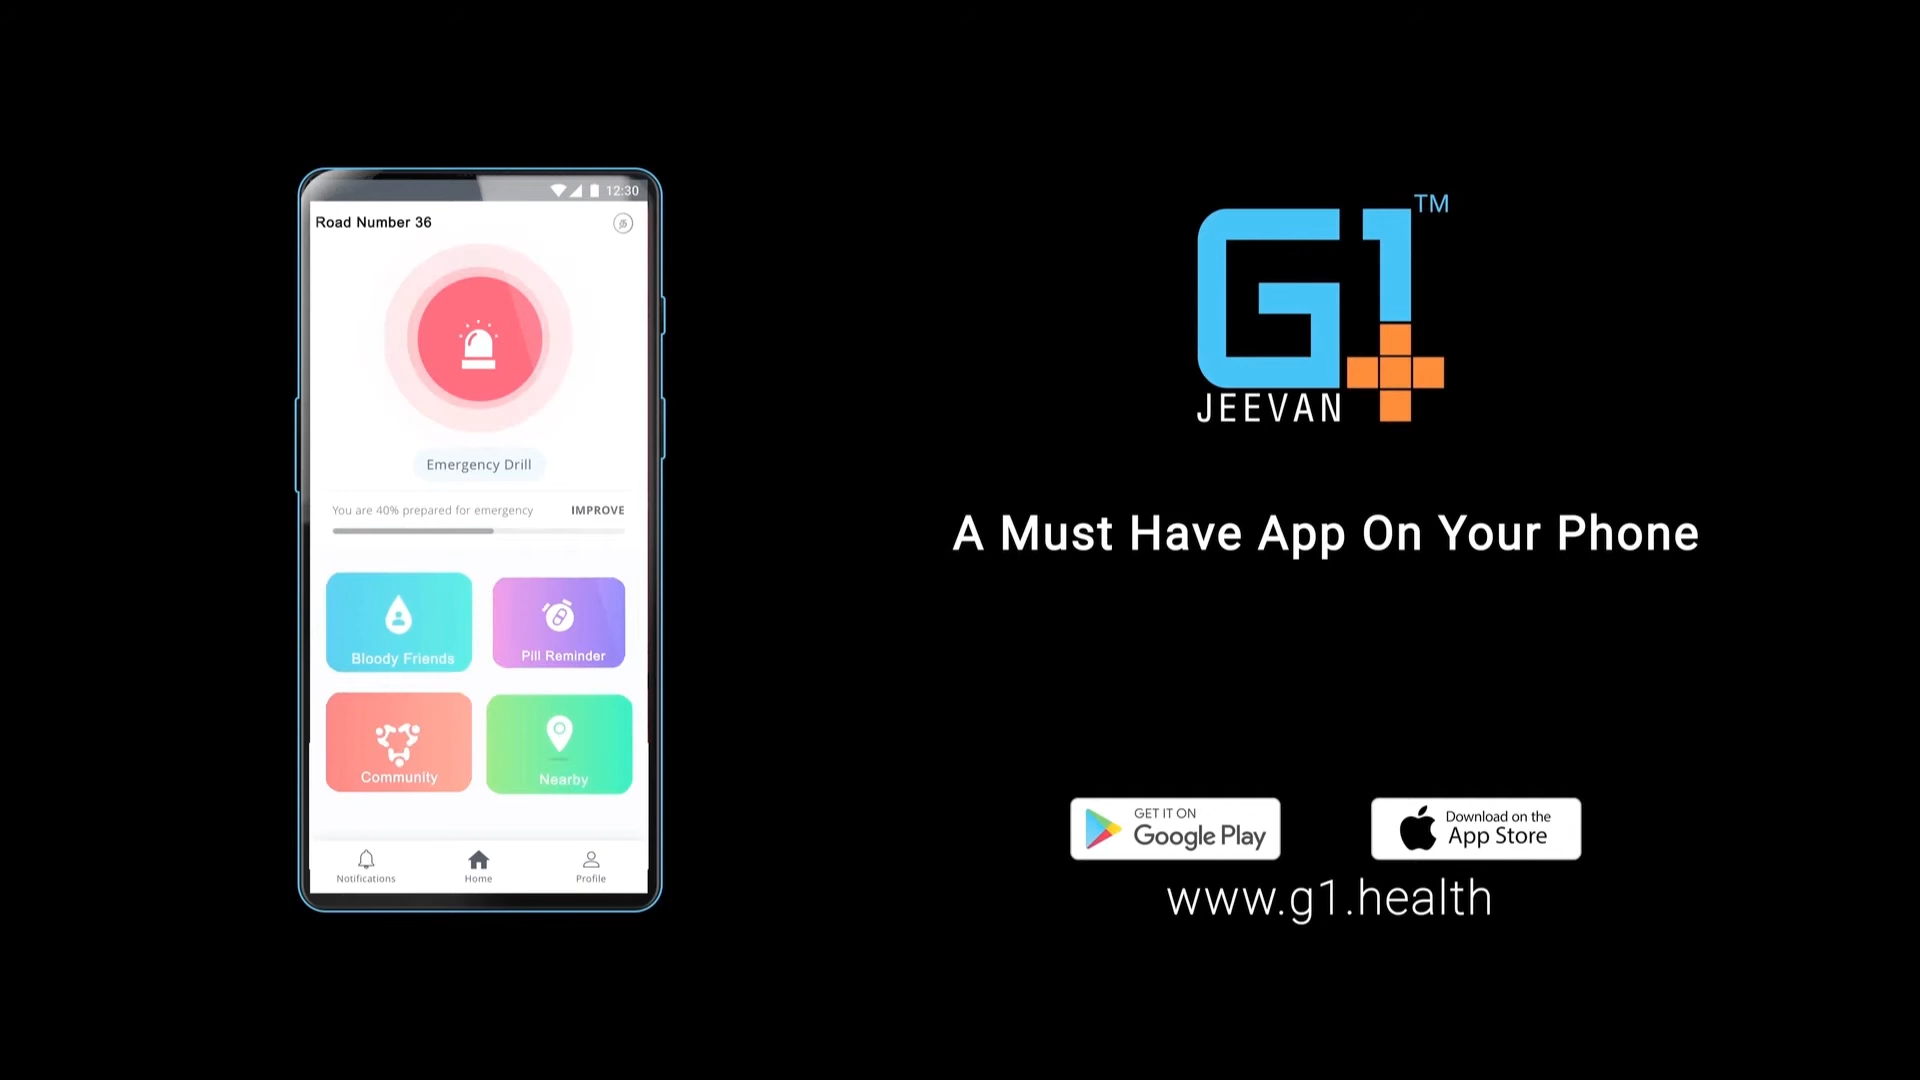 12:30
Road Number 36
Emergency Drill
You are 40% prepared for emergency IMPROVE
Bloody Friends
Pill Reminder
Community
Nearby
Notifications
Home
Profile
G1™
JEEVAN
A Must Have App On Your Phone
GET IT ON
Google Play
Download on the
App Store
www.g1.health